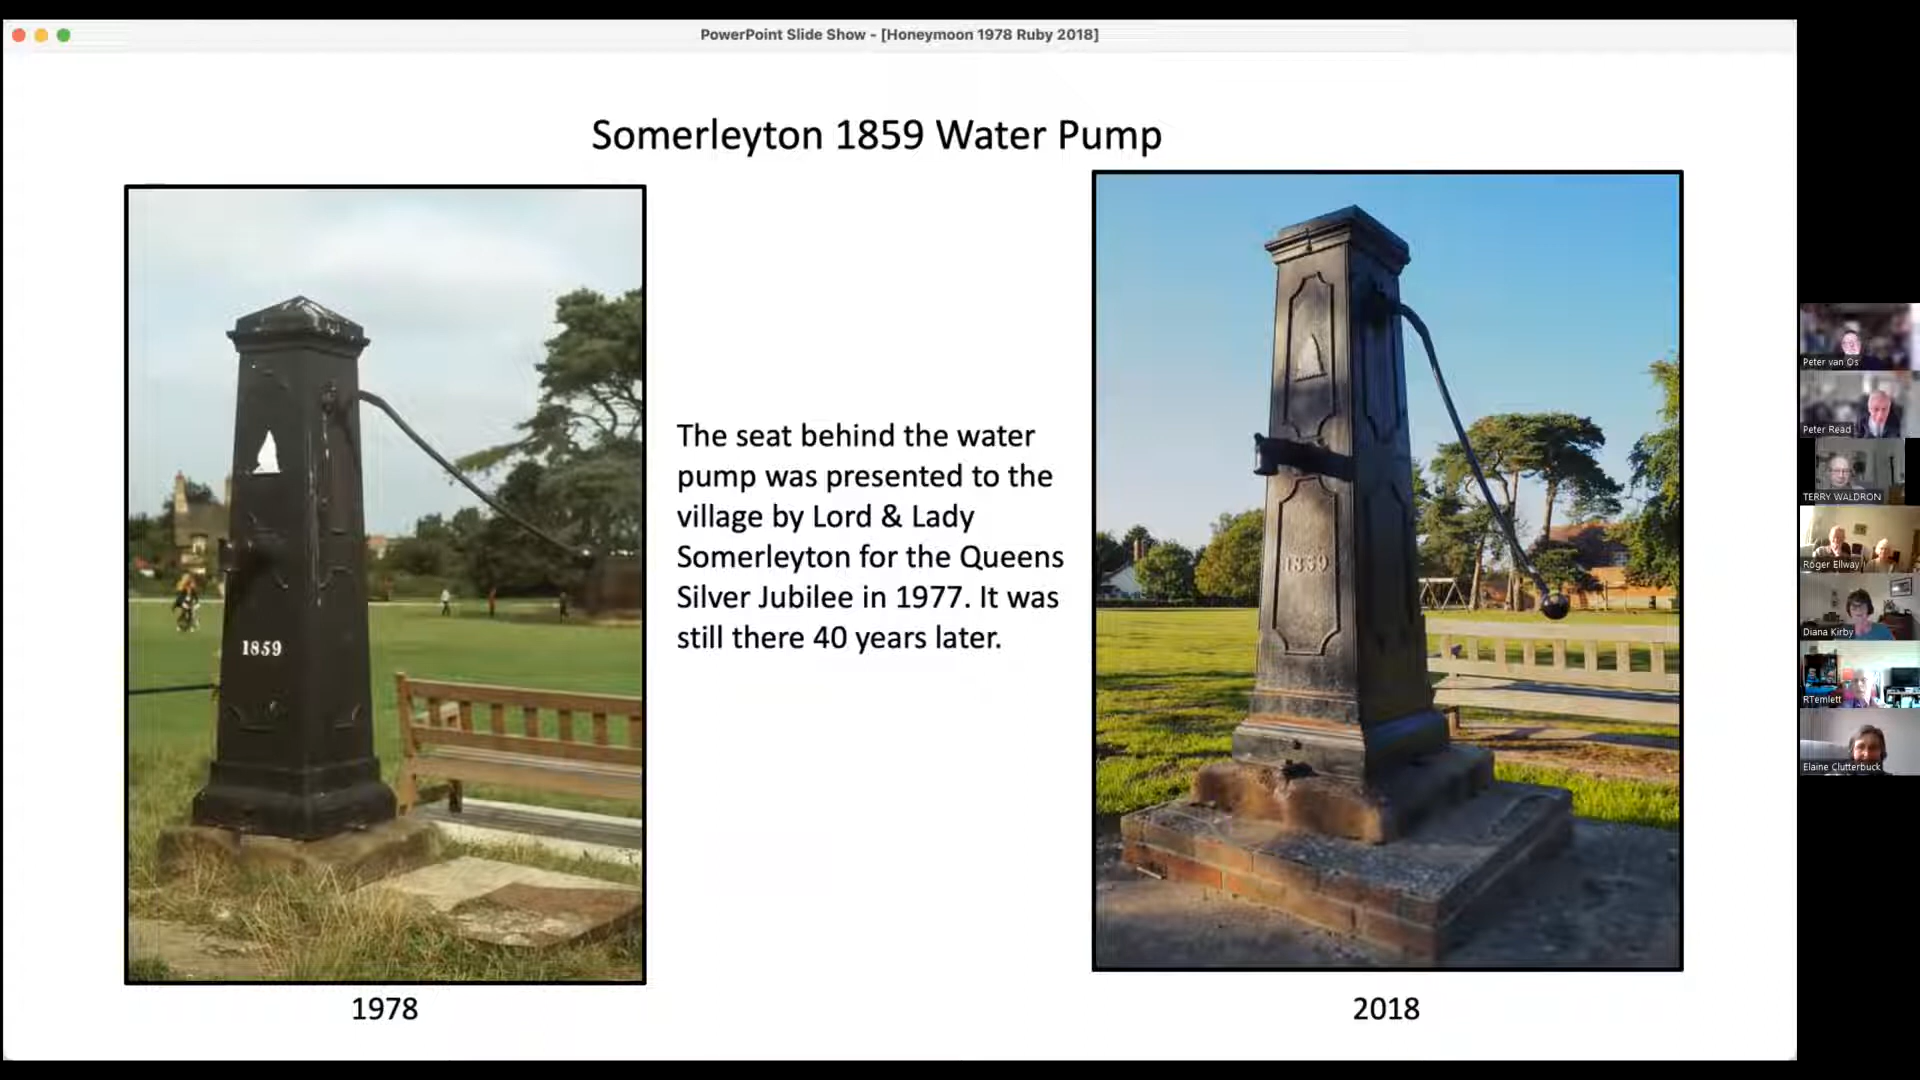 PowerPoint Slide Show - [Honeymoon 1978 Ruby 2018]
Somerleyton 1859 Water Pump
1859
The seat behind the water
pump was presented to the
village by Lord & Lady
Somerleyton for the Queens
Silver Jubilee in 1977. It was
still there 40 years later.
1859
1978
2018
Peter van Os
Peter Read
TERRY WALDRON
Roger Ellway
Diana Kirby
RTemlett
Elaine Clutterbuck